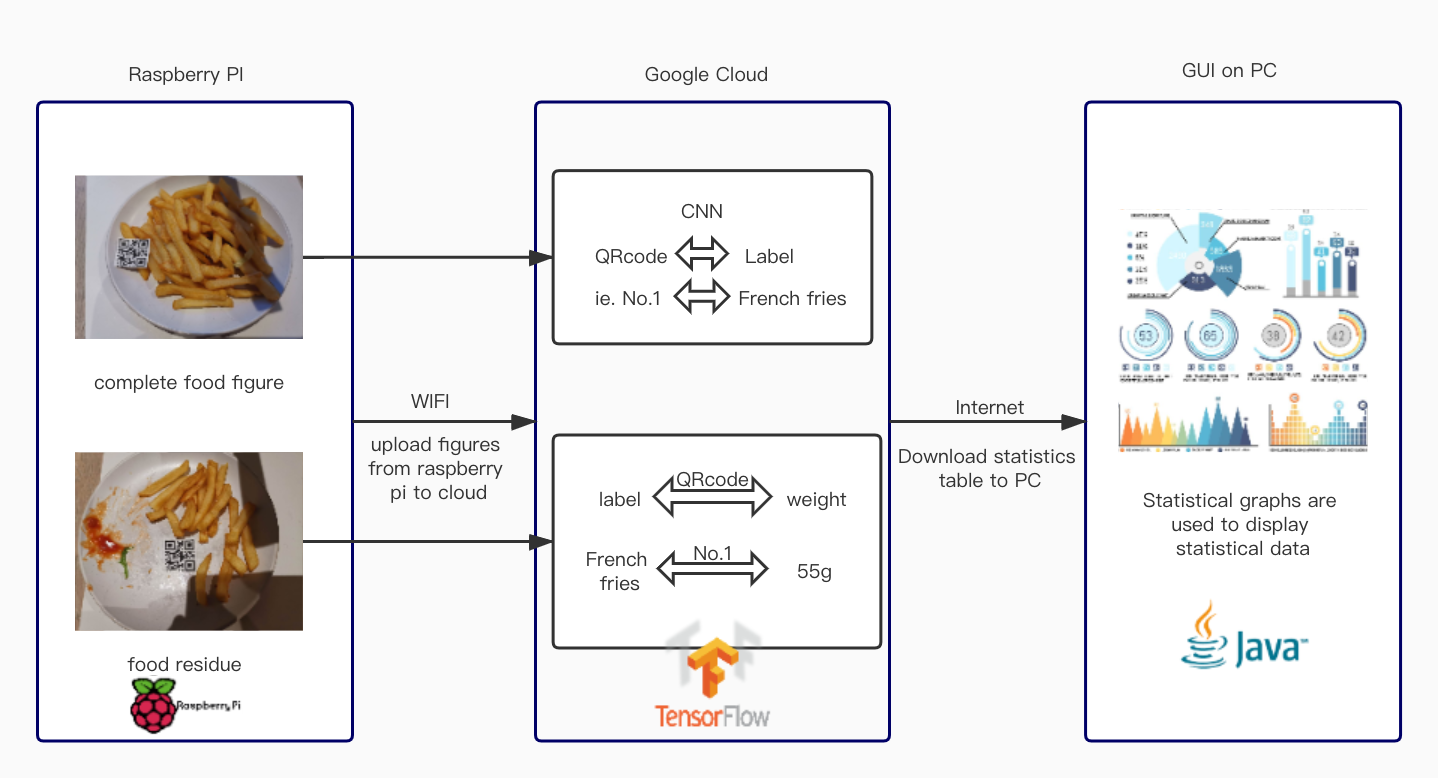 Raspberry PI
Google Cloud
GUI on PC
complete food figure
food residue
Raspberry Pi
WIFI
upload figures
from raspberry
pi to cloud
CNN
QRcode
Label
ie. No.1
French fries
label
QRcode
weight
French
fries
No.1
55g
TensorFlow
Internet
Download statistics
table to PC
53
65
38
42
Statistical graphs are
used to display
statistical data
Java